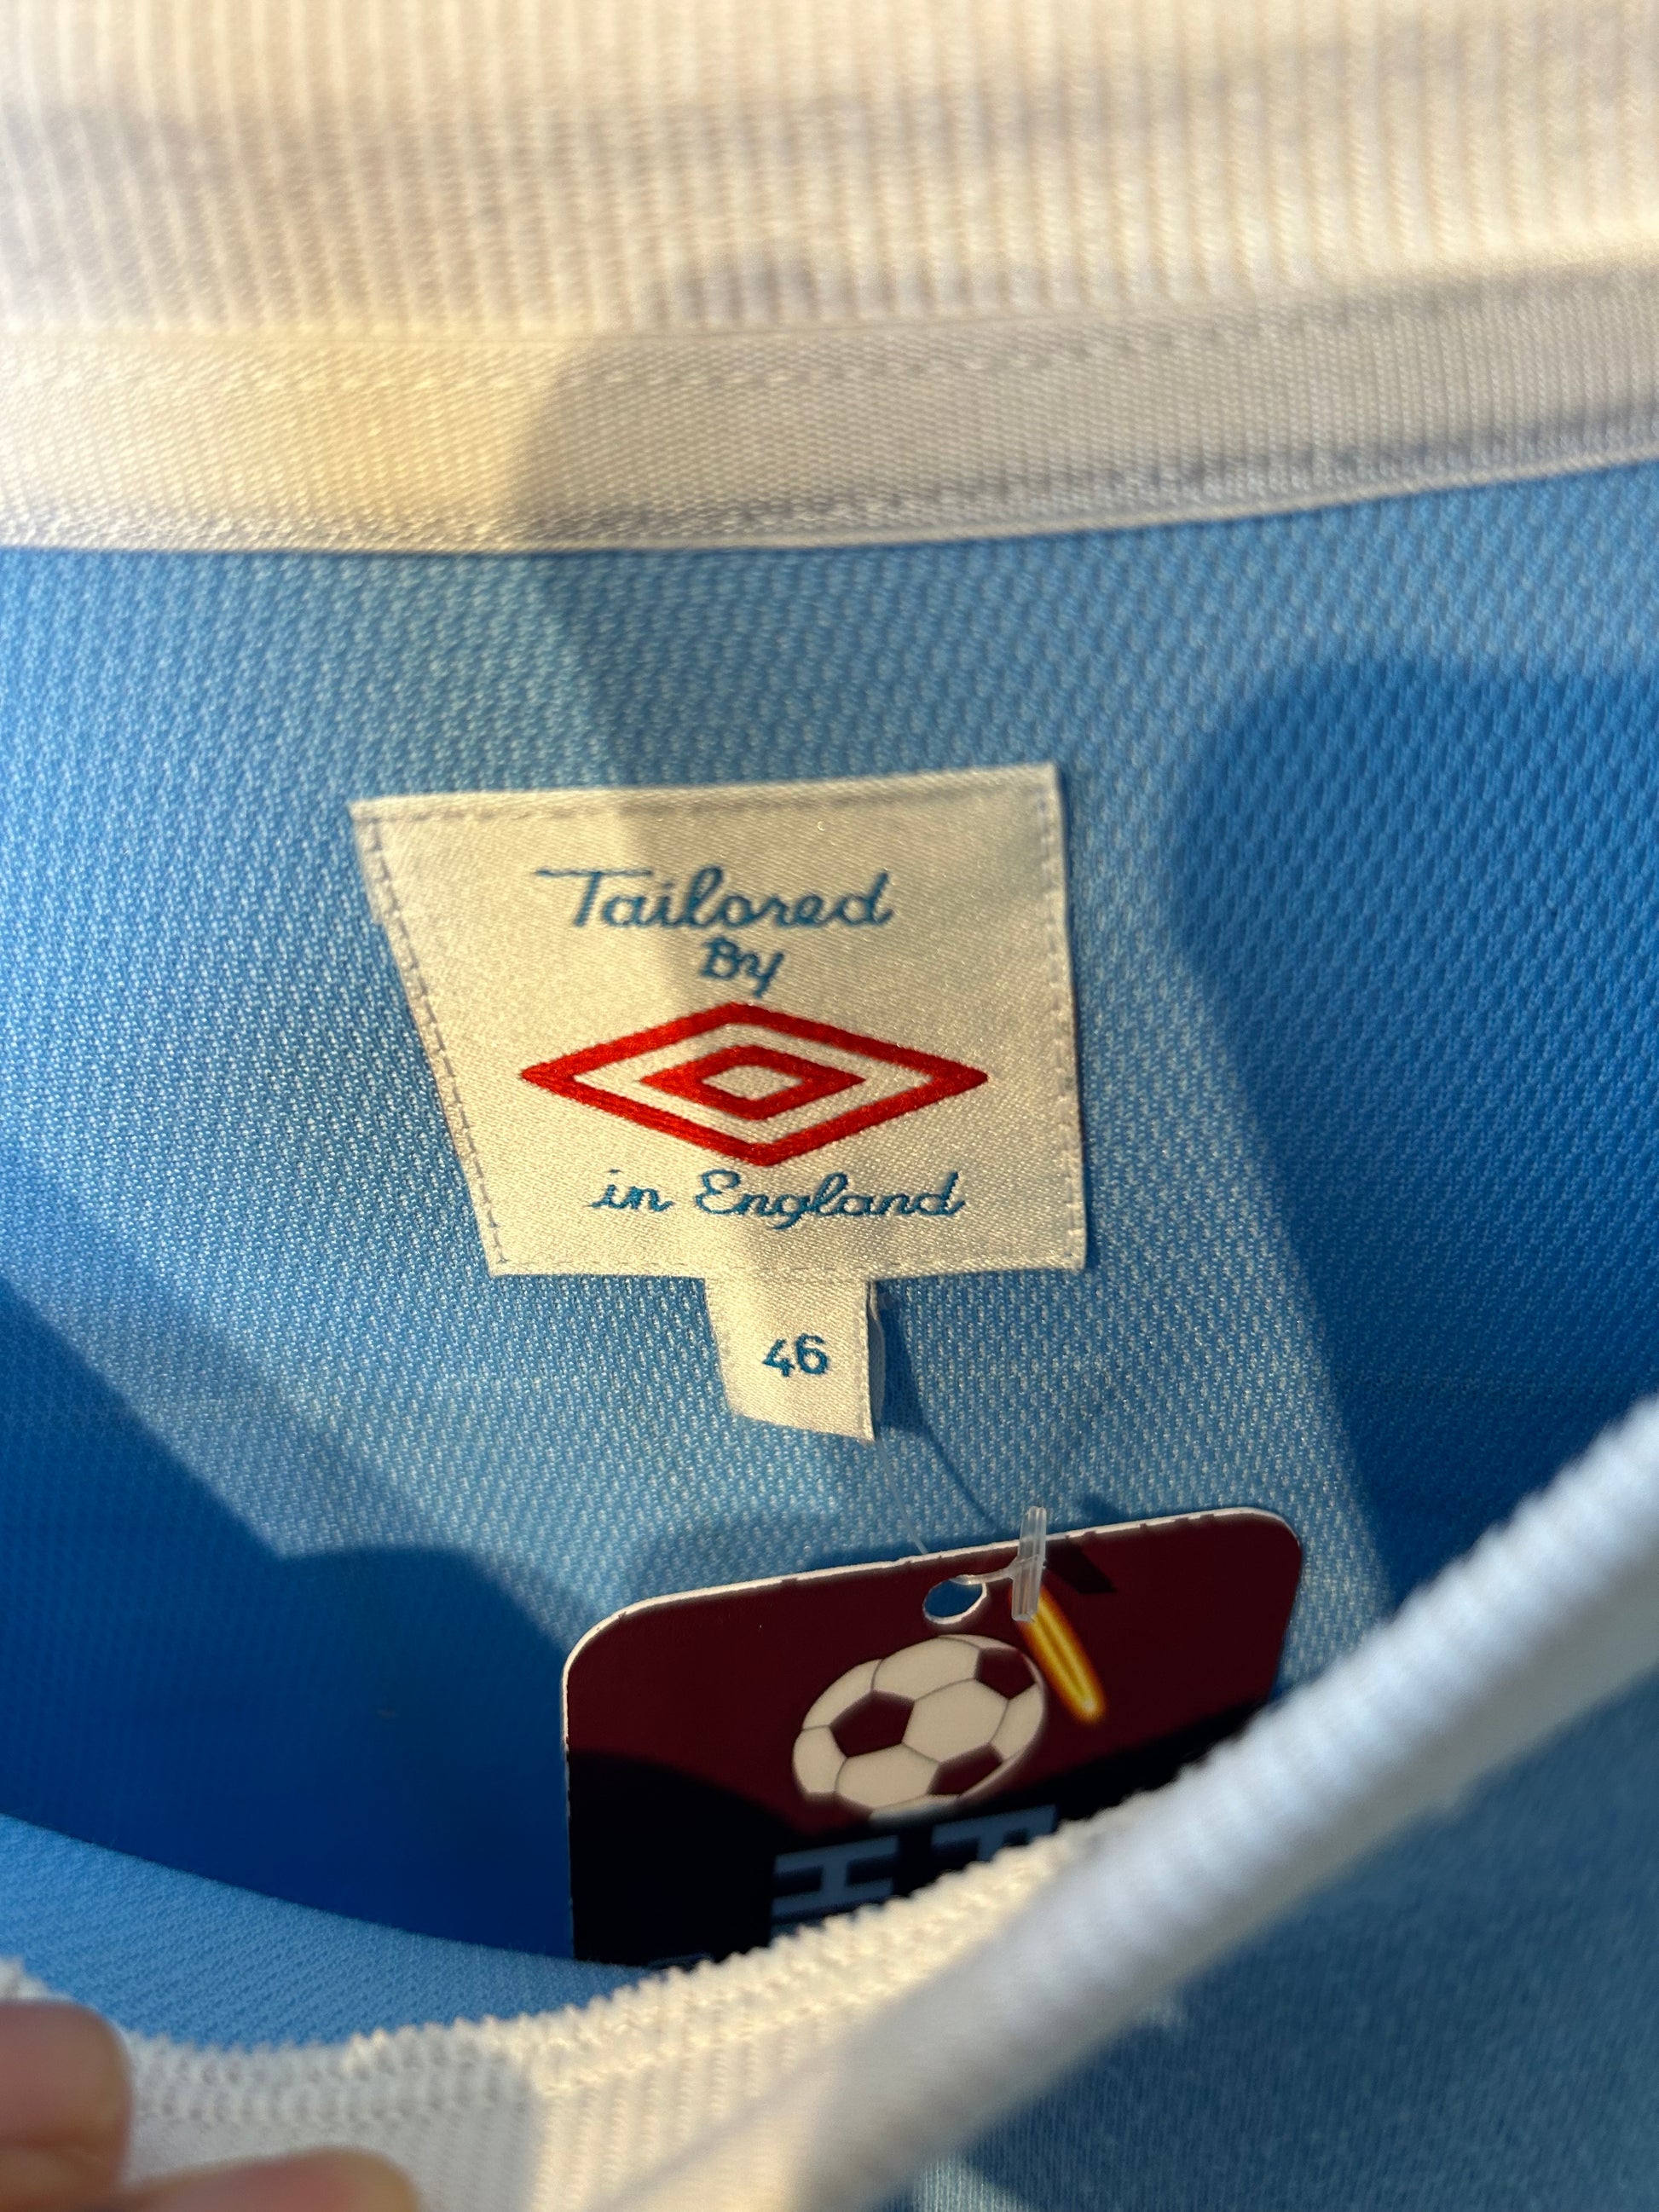 Tailored
By
in England
46